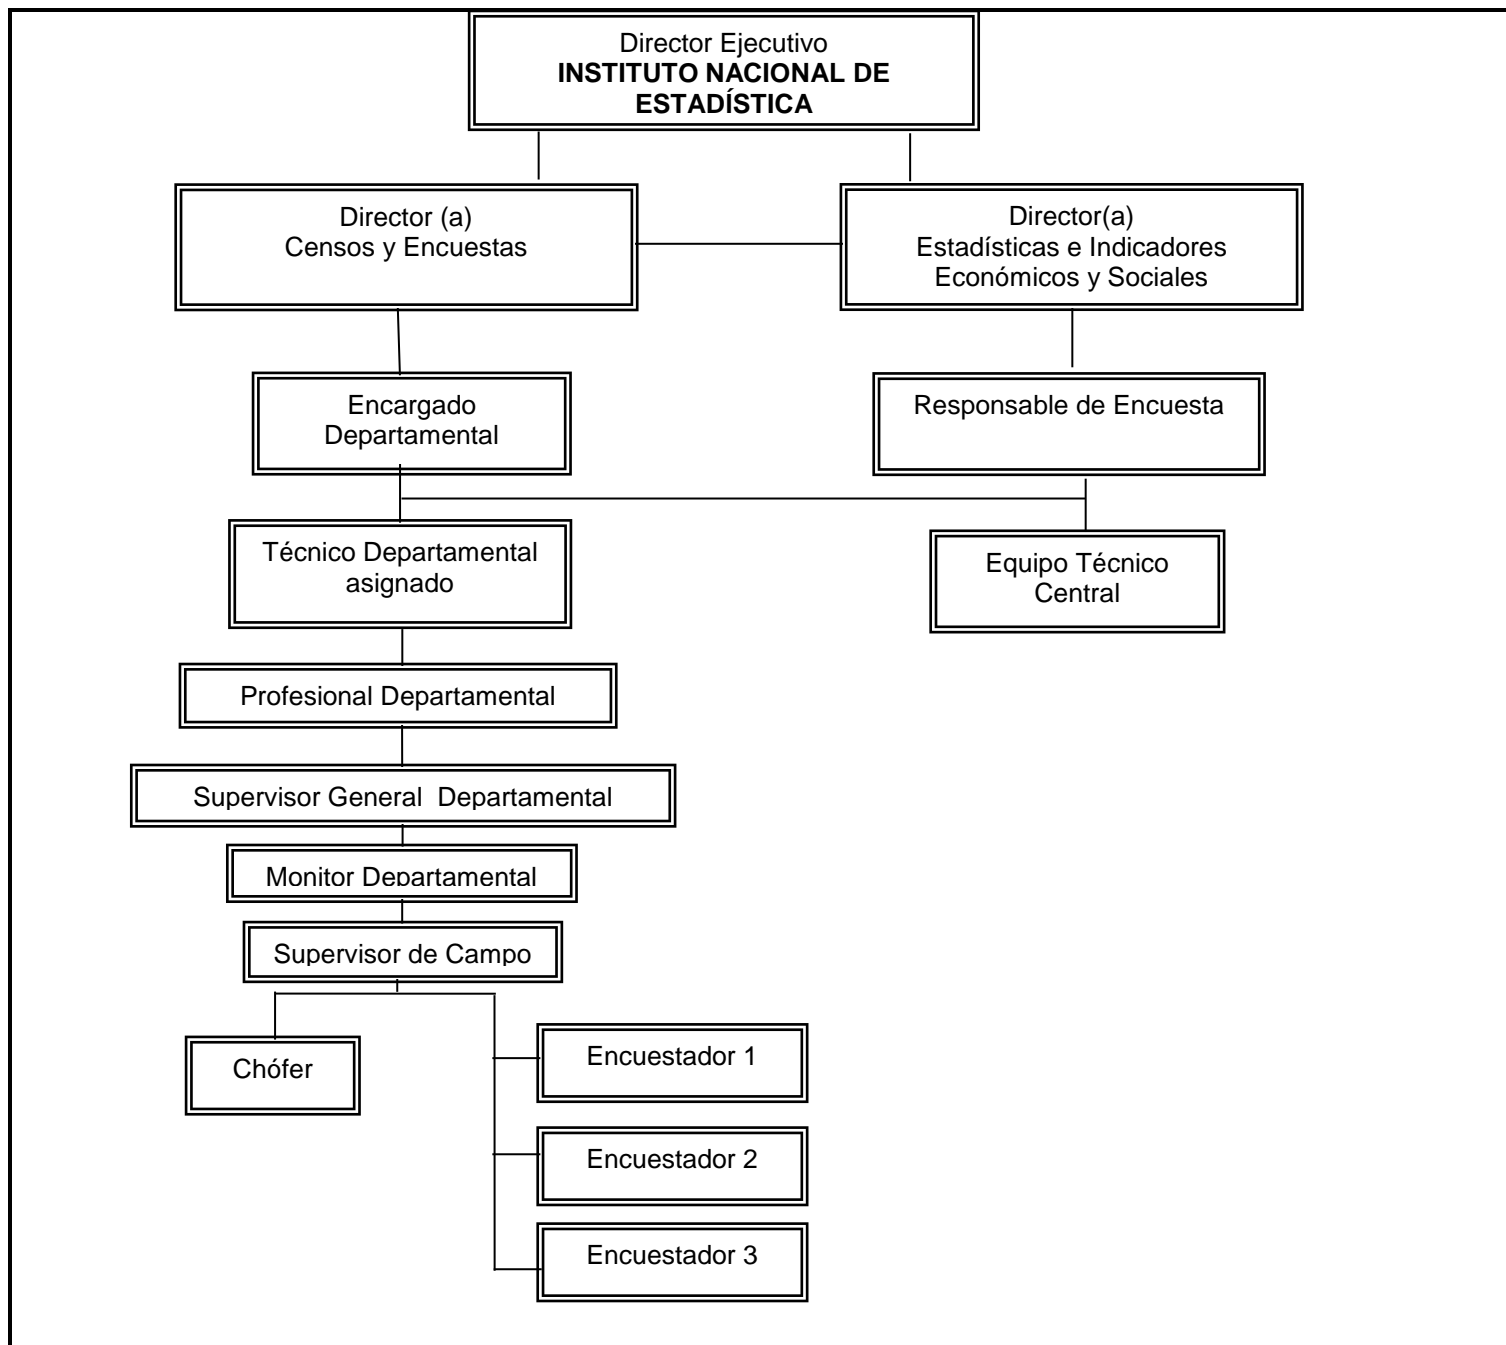 Director Ejecutivo
INSTITUTO NACIONAL DE
ESTADÍSTICA
Director (a)
Censos y Encuestas
Director(a)
Estadísticas e Indicadores
Económicos y Sociales
Encargado
Departamental
Responsable de Encuesta
Técnico Departamental
asignado
Equipo Técnico
Central
Profesional Departamental
Supervisor General  Departamental
Monitor Departamental
Supervisor de Campo
Chófer
Encuestador 1
Encuestador 2
Encuestador 3